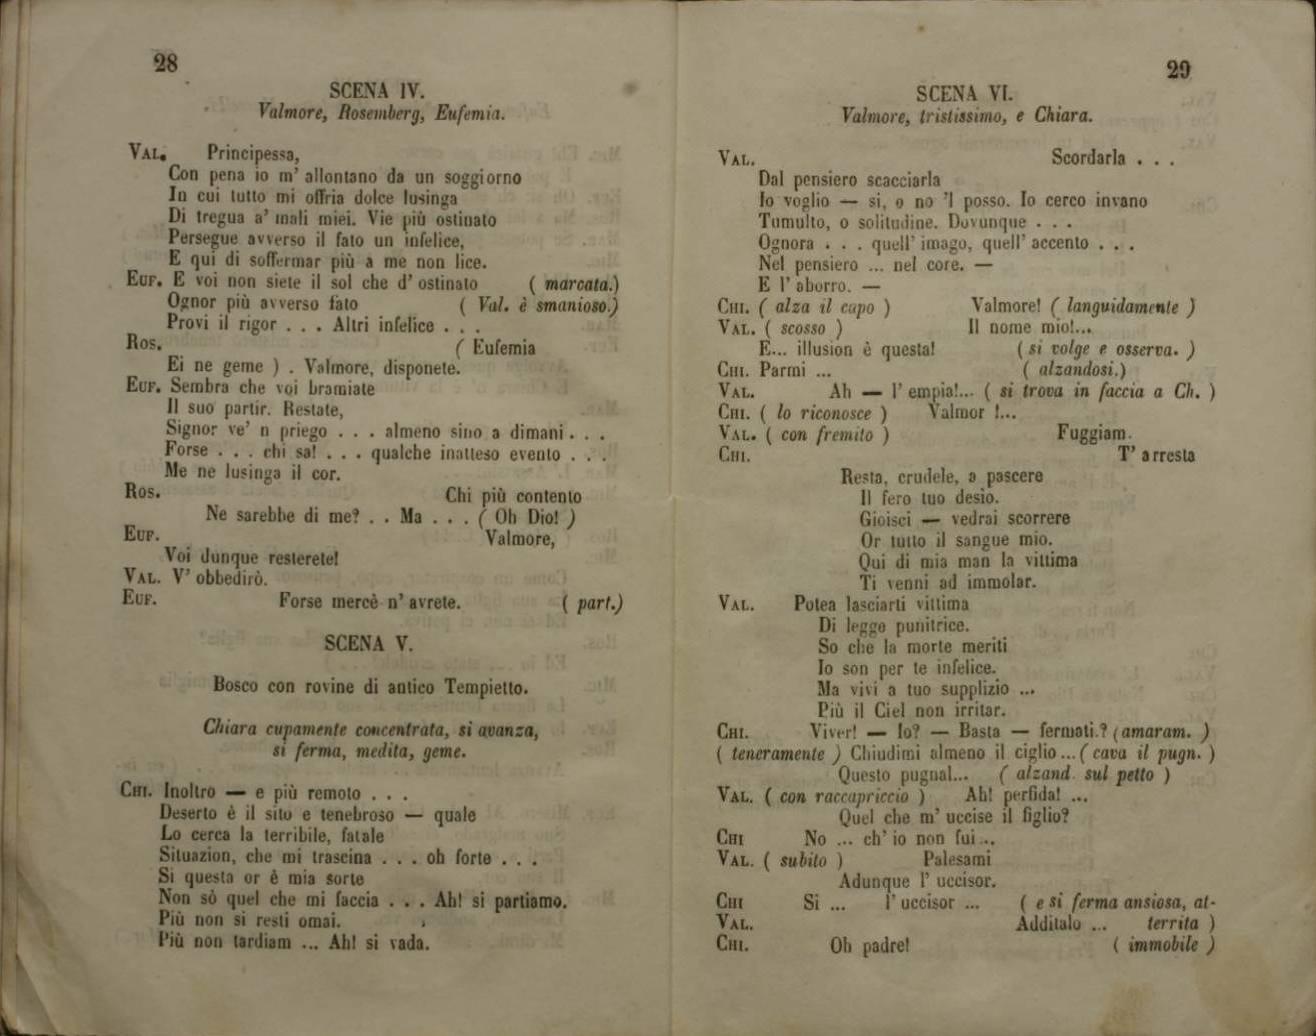 28
SCENA IV.
Valmore, Rosemberg, Eufemia.
VAL. Principessa,
Con pena io m' allontano da un soggiorno
In cui tutto mi offria dolce lusinga
Di tregua a' mali miei. Vie più ostinato
Persegue avverso il fato un infelice,
E qui di soffermar più a me non lice.
EUF. E voi non siete il sol che d' ostinato ( marcata.)
Ognor più avverso fato ( Val. è smanioso.)
Provi il rigor . . . Altri infelice . . .
ROS. ( Eufemia
Ei ne geme ) . Valmore, disponete.
EUF. Sembra che voi bramiate
Il suo partir. Restate,
Signor ve' n priego . . . almeno sino a dimani . . .
Forse . . . chi sa! . . . qualche inatteso evento . . .
Me ne lusinga il cor.
ROS. Chi più contento
Ne sarebbe di me? . . Ma . . . ( Oh Dio! )
EUF. Valmore,
Voi dunque resterete!
VAL. V' obbedirò.
EUF. Forse mercè n' avrete. ( part.)
SCENA V.
Bosco con rovine di antico Tempietto.
Chiara cupamente concentrata, si avanza,
si ferma, medita, geme.
CHI. Inoltro — e più remoto . . .
Deserto è il sito e tenebroso — quale
Lo cerca la terribile, fatale
Situazion, che mi trascina . . . oh forte . . .
Si questa or è mia sorte
Non sò quel che mi faccia . . . Ah! si partiamo.
Più non si resti omai.
Più non tardiam ... Ah! si vada.
29
SCENA VI.
Valmore, tristissimo, e Chiara.
VAL. Scordarla . . .
Dal pensiero scacciarla
Io voglio — si, o no 'l posso. Io cerco invano
Tumulto, o solitudine. Dovunque . . .
Ognora . . . quell' imago, quell' accento . . .
Nel pensiero ... nel core. —
E l' aborro. —
CHI. ( alza il capo ) Valmore! ( languidamente )
VAL. ( scosso ) Il nome mio!...
E... illusion è questa! ( si volge e osserva. )
CHI. Parmi ... ( alzandosi.)
VAL. Ah — l' empia!... ( si trova in faccia a Ch. )
CHI. ( lo riconosce ) Valmor !...
VAL. ( con fremito ) Fuggiam.
CHI. T' arresta
Resta, crudele, a pascere
Il fero tuo desìo.
Gioisci — vedrai scorrere
Or tutto il sangue mio.
Qui di mia man la vittima
Ti venni ad immolar.
VAL. Potea lasciarti vittima
Di legge punitrice.
So che la morte meriti
Io son per te infelice.
Ma vivi a tuo supplizio ...
Più il Ciel non irritar.
CHI. Viver! — Io? — Basta — fermati.? (amaram. )
( teneramente ) Chiudimi almeno il ciglio ... ( cava il pugn. )
Questo pugnal... ( alzand. sul petto )
VAL. ( con raccapriccio ) Ah! perfida! ...
Quel che m' uccise il figlio?
CHI No ... ch' io non fui ...
VAL. ( subito ) Palesami
Adunque l' uccisor.
CHI Si ... l' uccisor ... ( e si ferma ansiosa, at-
VAL. Additalo ... territa )
CHI. Oh padre! ( immobile )